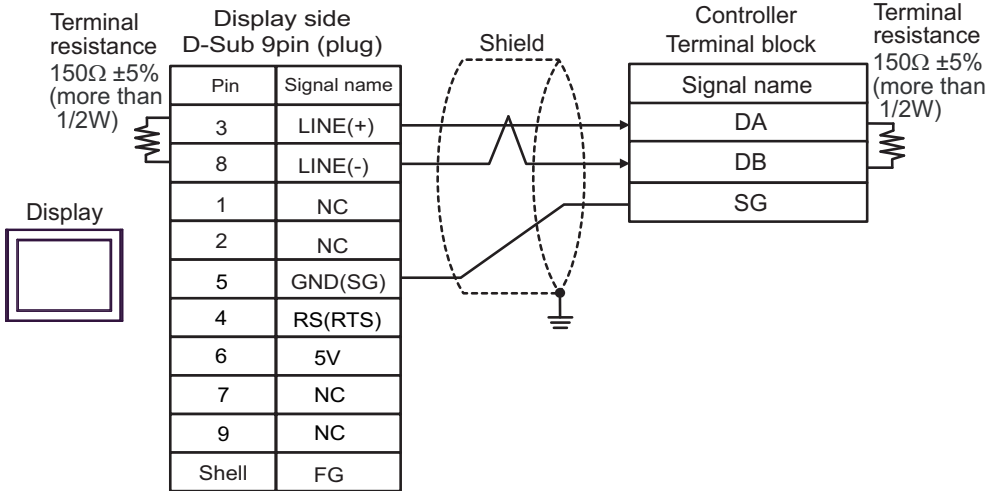 Terminal
resistance
150Ω ±5%
(more than
1/2W)
Display side
D-Sub 9pin (plug)
Shield
Controller
Terminal block
Terminal
resistance
150Ω ±5%
(more than
1/2W)
Pin Signal name
3 LINE(+)
8 LINE(-)
1 NC
2 NC
5 GND(SG)
4 RS(RTS)
6 5V
7 NC
9 NC
Shell FG
Signal name
DA
DB
SG
Display